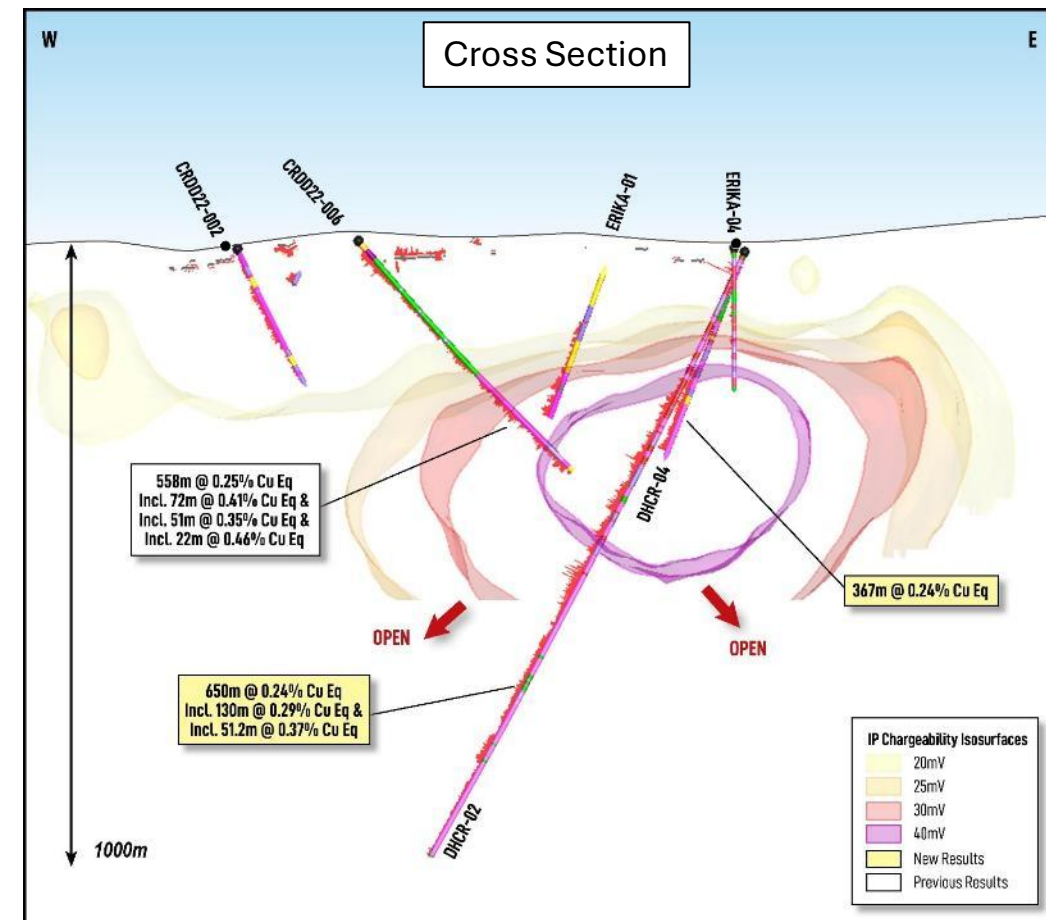 W
Cross Section
E
CRDD22-002
CRDD22-006
ERIKA-01
ERIKA-04
558m @ 0.25% Cu Eq
Incl. 72m @ 0.41% Cu Eq &
Incl. 51m @ 0.35% Cu Eq &
Incl. 22m @ 0.46% Cu Eq
DHCR-04
367m @ 0.24% Cu Eq
OPEN
OPEN
650m @ 0.24% Cu Eq
Incl. 130m @ 0.29% Cu Eq &
Incl. 51.2m @ 0.37% Cu Eq
DHCR-02
1000m
IP Chargeability Isosurfaces
20mV
25mV
30mV
40mV
New Results
Previous Results